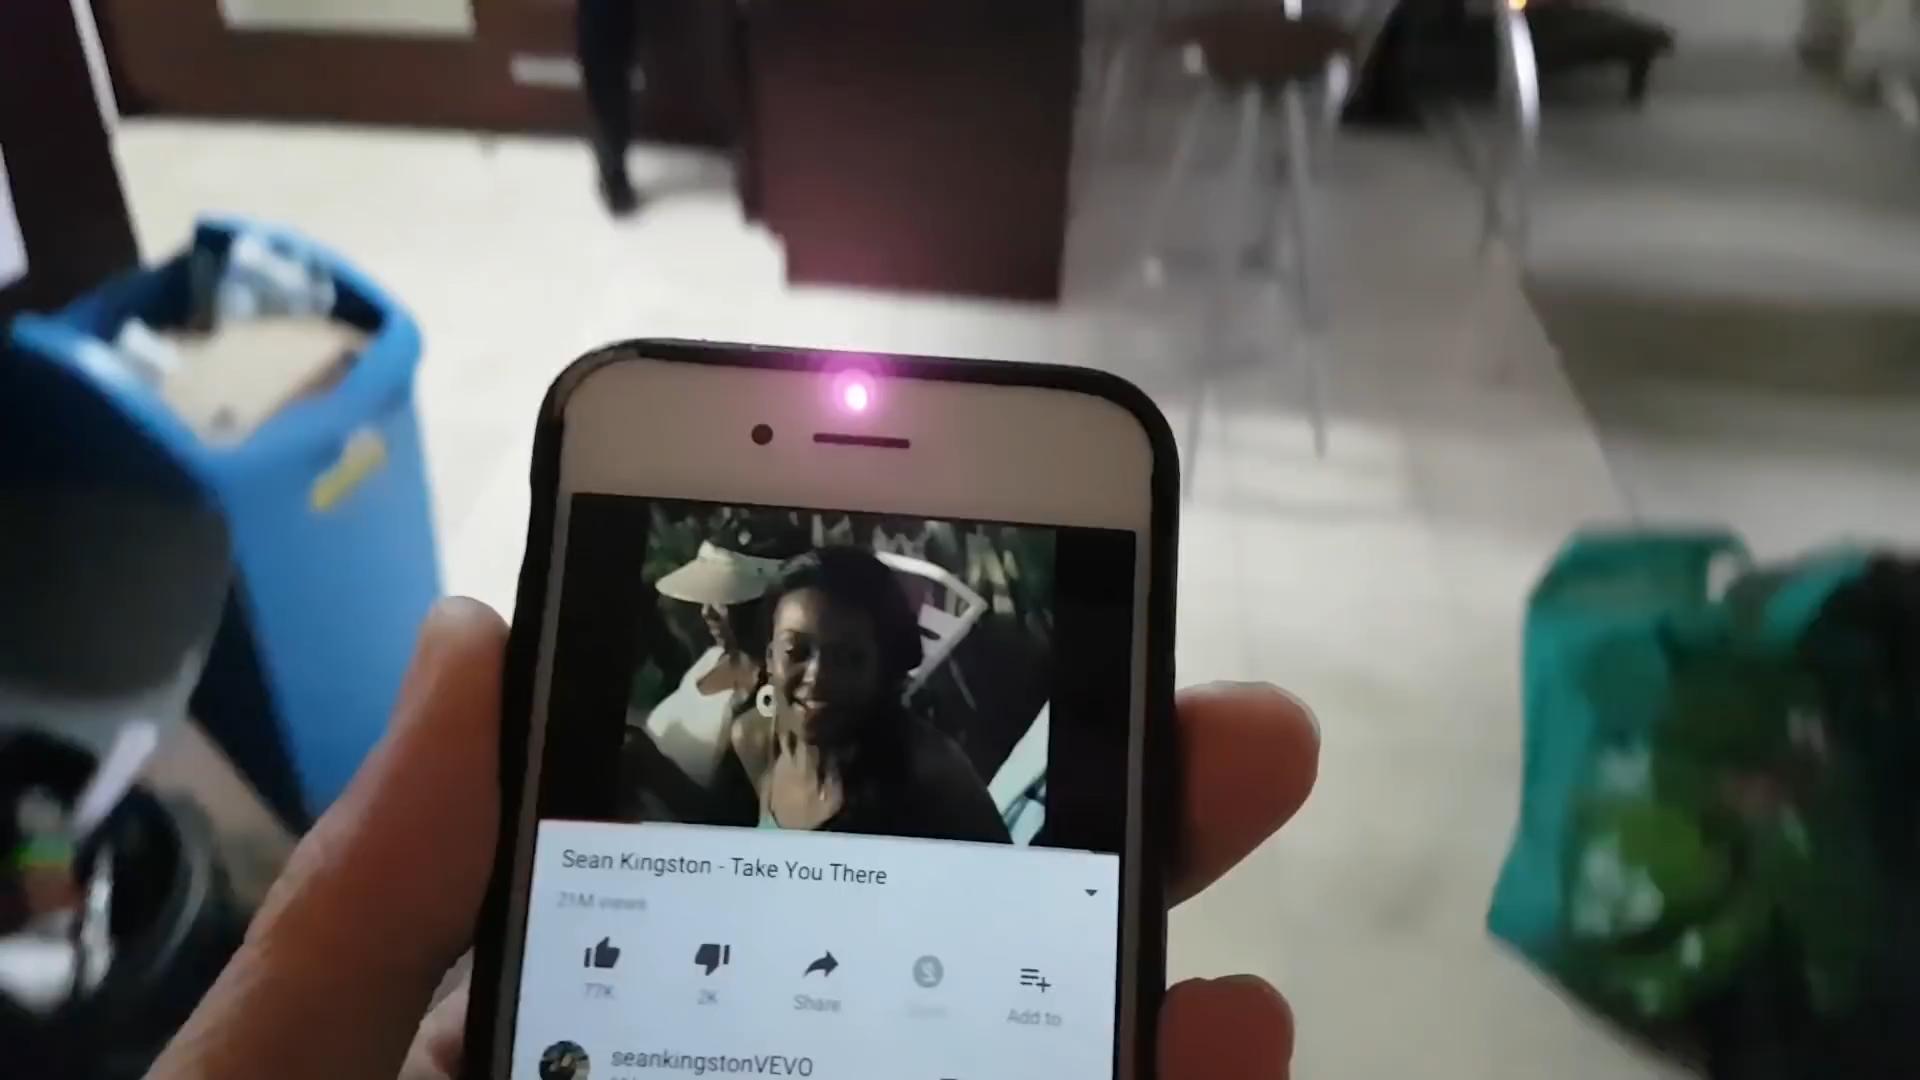 Sean Kingston - Take You There
21M views
77K
2K
Share
Add to
seankingstonVEVO